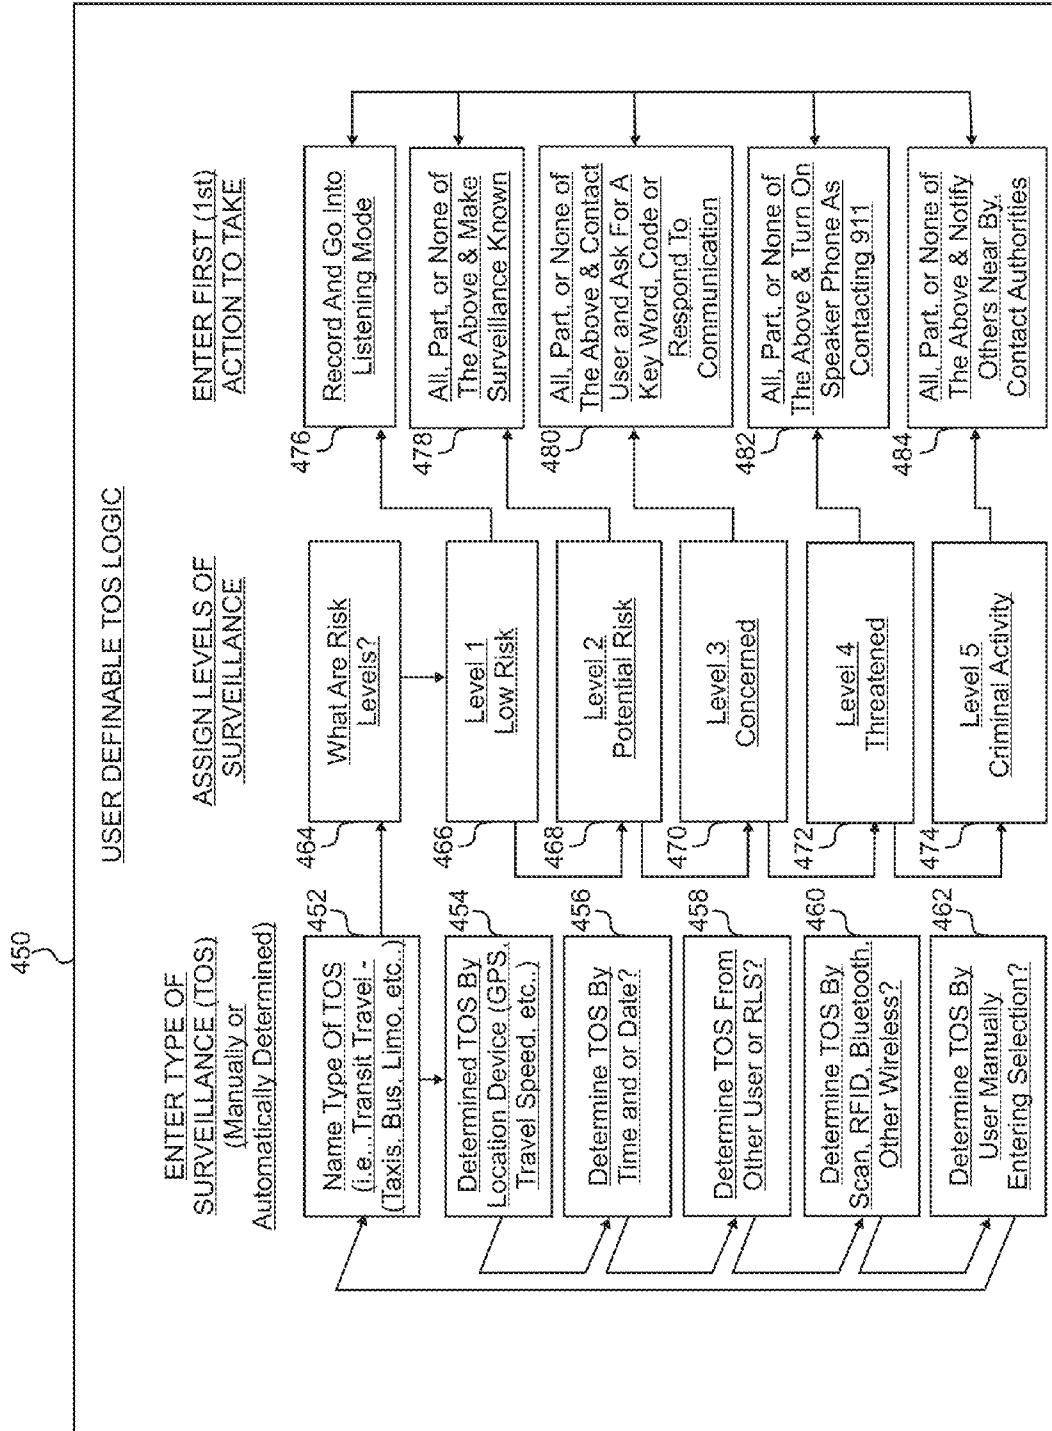 450
USER DEFINABLE TOS LOGIC
ENTER TYPE OF
SURVEILLANCE (TOS)
(Manually or
Automatically Determined)
452
Name Type Of TOS
(i.e...Transit Travel -
(Taxis. Bus. Limo. etc..)
454
Determined TOS By
Location Device (GPS.
Travel Speed. etc..)
456
Determine TOS By
Time and or Date?
458
Determine TOS From
Other User or RLS?
460
Determine TOS By
Scan, RFID, Bluetooth.
Other Wireless?
462
Determine TOS By
User Manually
Entering Selection?
ASSIGN LEVELS OF
SURVEILLANCE
464
What Are Risk
Levels?
466
Level 1
Low Risk
468
Level 2
Potential Risk
470
Level 3
Concerned
472
Level 4
Threatened
474
Level 5
Criminal Activity
ENTER FIRST (1st)
ACTION TO TAKE
476
Record And Go Into
Listening Mode
478
All, Part, or None of
The Above & Make
Surveillance Known
480
All, Part, or None of
The Above & Contact
User and Ask For A
Key Word, Code or
Respond To
Communication
482
All, Part, or None of
The Above & Turn On
Speaker Phone As
Contacting 911
484
All, Part, or None of
The Above & Notify
Others Near By.
Contact Authorities